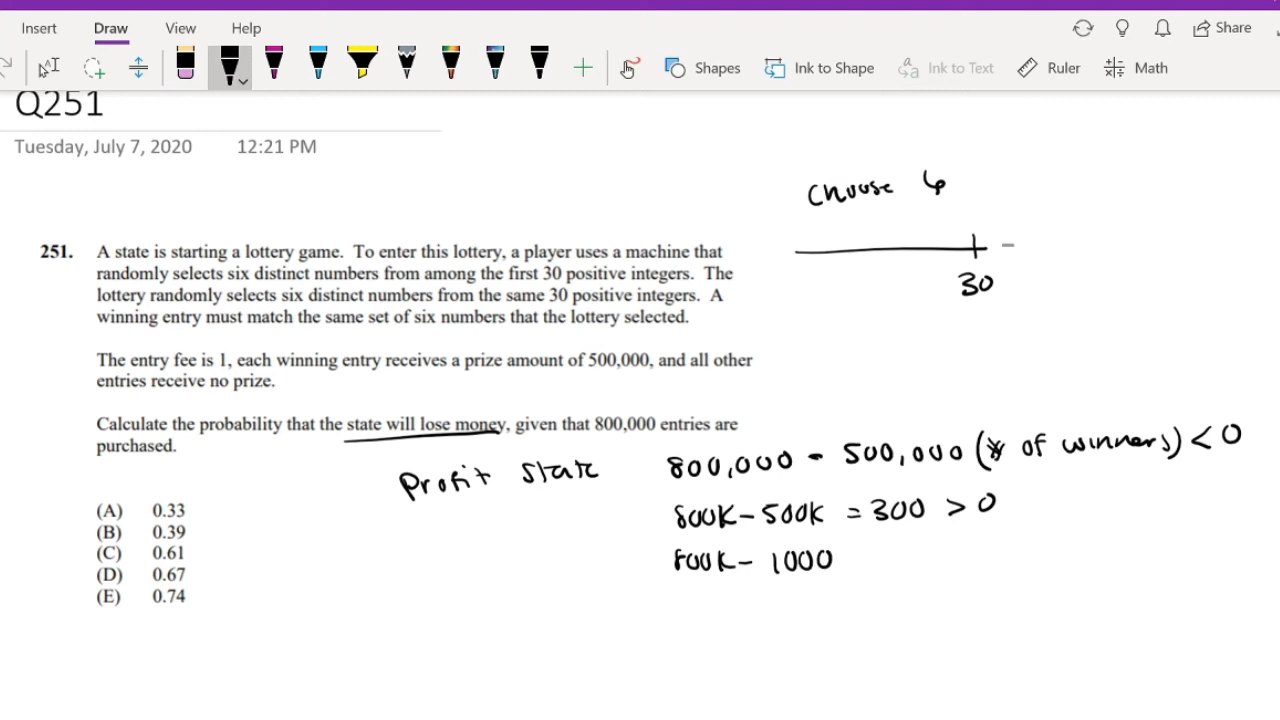 Insert Draw View Help Share
Shapes Ink to Shape Ink to Text Ruler Math
Q251
Tuesday, July 7, 2020 12:21 PM
choose 6
30
251. A state is starting a lottery game. To enter this lottery, a player uses a machine that
randomly selects six distinct numbers from among the first 30 positive integers. The
lottery randomly selects six distinct numbers from the same 30 positive integers. A
winning entry must match the same set of six numbers that the lottery selected.
The entry fee is 1, each winning entry receives a prize amount of 500,000, and all other
entries receive no prize.
Calculate the probability that the state will lose money, given that 800,000 entries are
purchased.
Profit state 800,000 - 500,000 (# of winners) < 0
800K - 500K = 300 > 0
800K - 1000
(A) 0.33
(B) 0.39
(C) 0.61
(D) 0.67
(E) 0.74